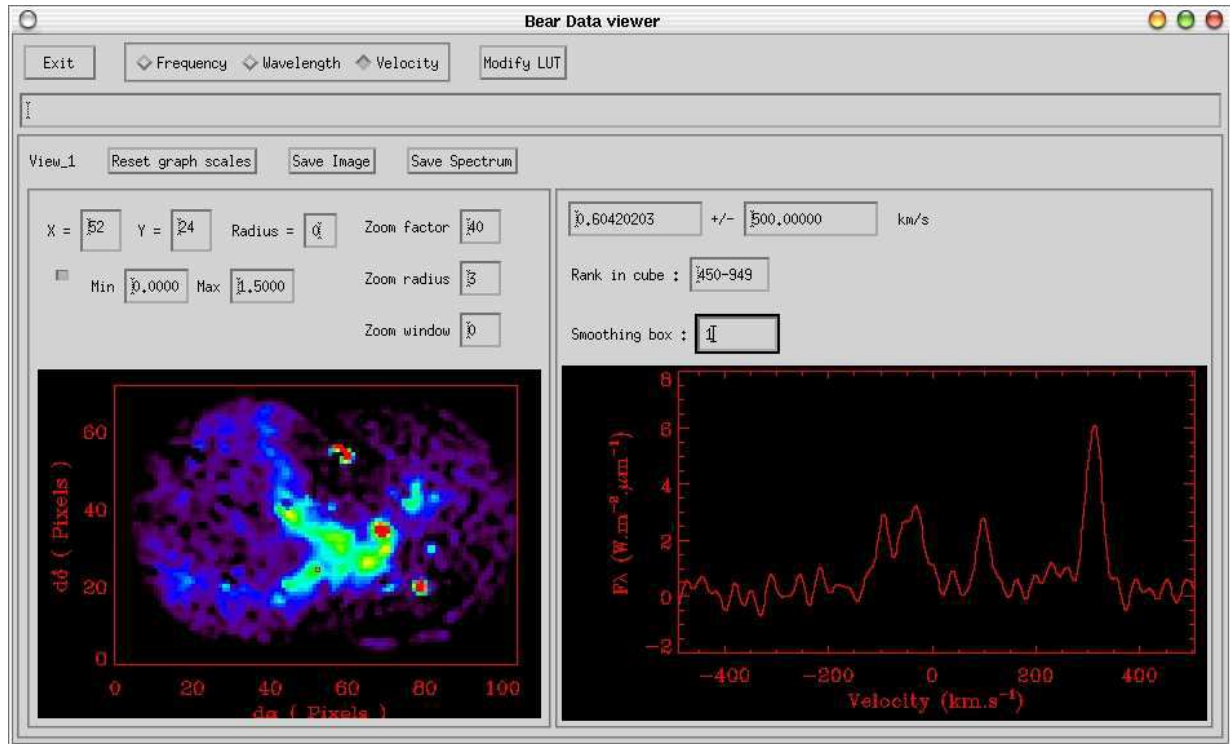 Bear Data viewer
Exit Frequency Wavelength Velocity Modify LUT
View_1 Reset graph scales Save Image Save Spectrum
X = 52 Y = 24 Radius = 0 Zoom factor 40
Min 0.0000 Max 1.5000 Zoom radius 3
Zoom window 0
0.60420203 +/- 500.00000 km/s
Rank in cube : 450-949
Smoothing box : 1
60
40
20
0
dδ ( Pixels )
0 20 40 60 80 100
dα ( Pixels )
8
6
4
2
0
−2
Fλ (W.m⁻².μm⁻¹)
−400 −200 0 200 400
Velocity (km.s⁻¹)